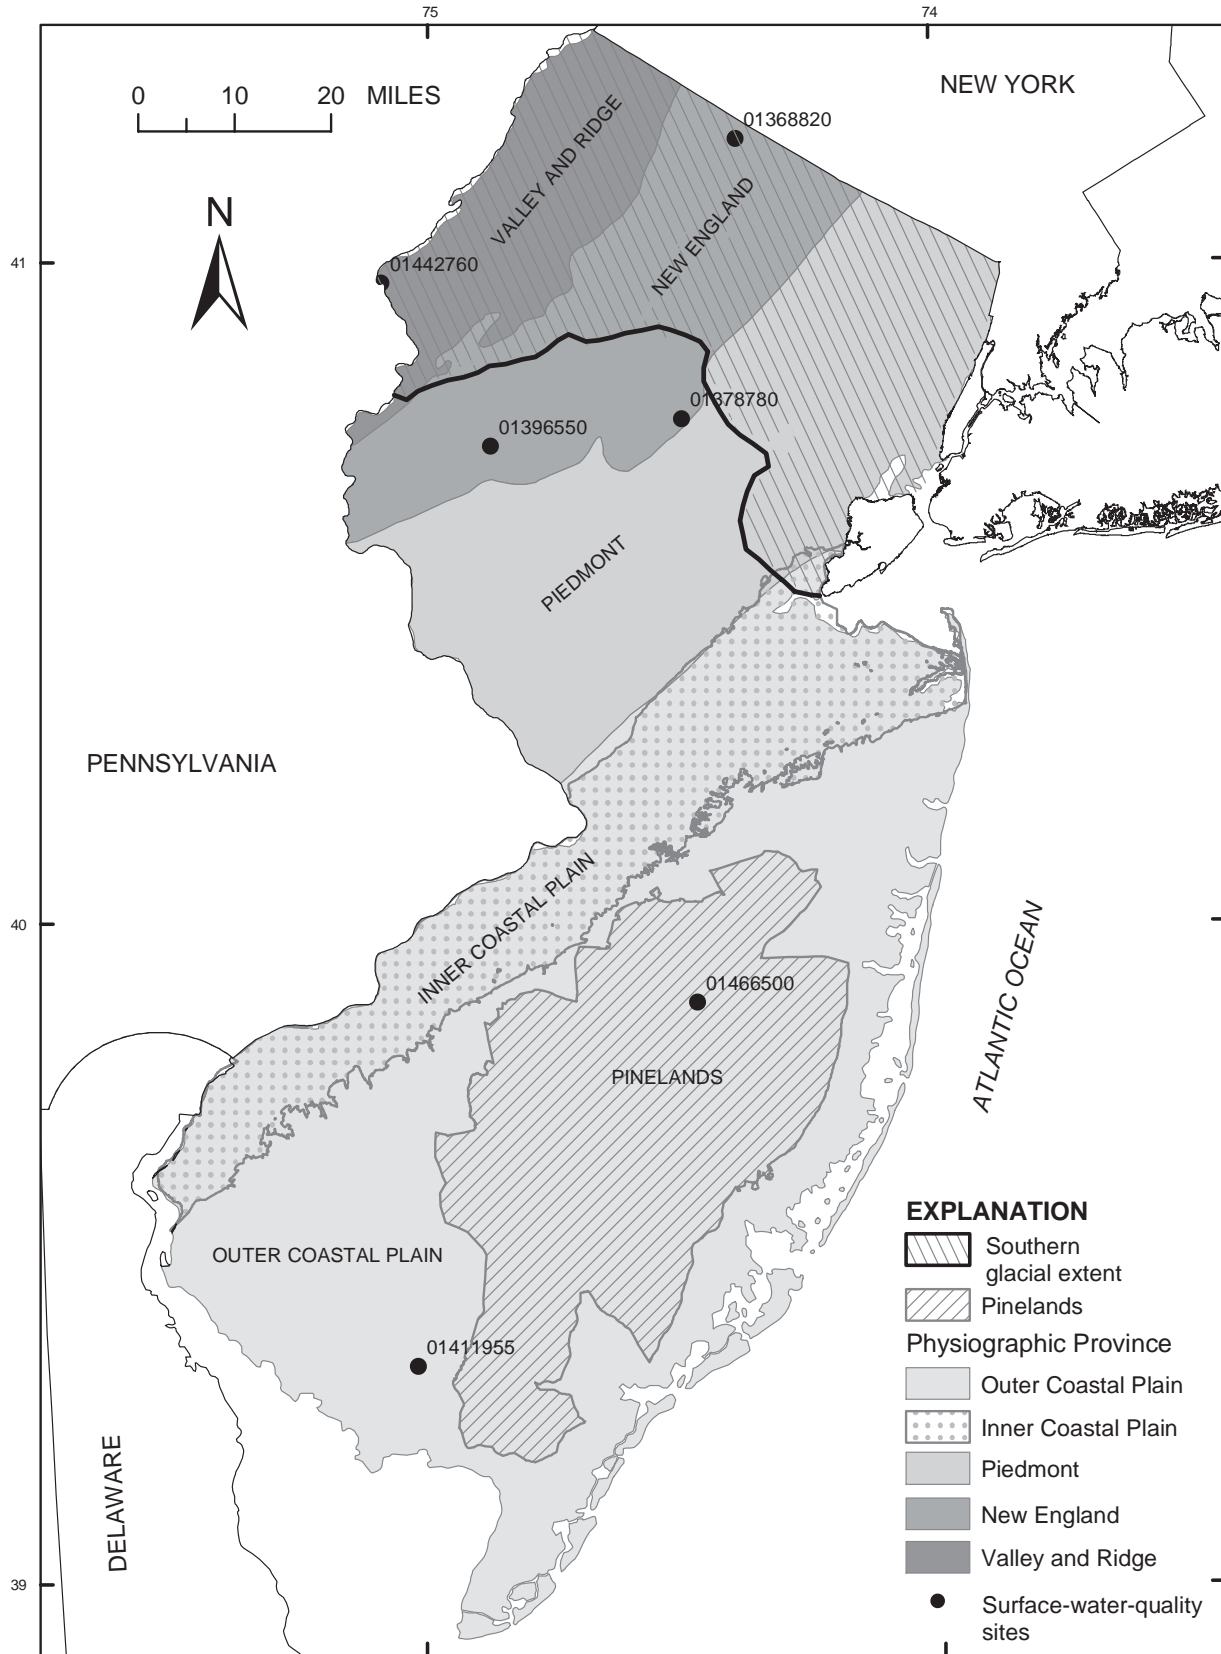 75
74
0 10 20 MILES
NEW YORK
N
01368820
VALLEY AND RIDGE
NEW ENGLAND
41
01442760
01378780
01396550
PIEDMONT
PENNSYLVANIA
INNER COASTAL PLAIN
40
01466500
ATLANTIC OCEAN
PINELANDS
OUTER COASTAL PLAIN
01411955
DELAWARE
39
EXPLANATION
Southern
glacial extent
Pinelands
Physiographic Province
Outer Coastal Plain
Inner Coastal Plain
Piedmont
New England
Valley and Ridge
Surface-water-quality
sites